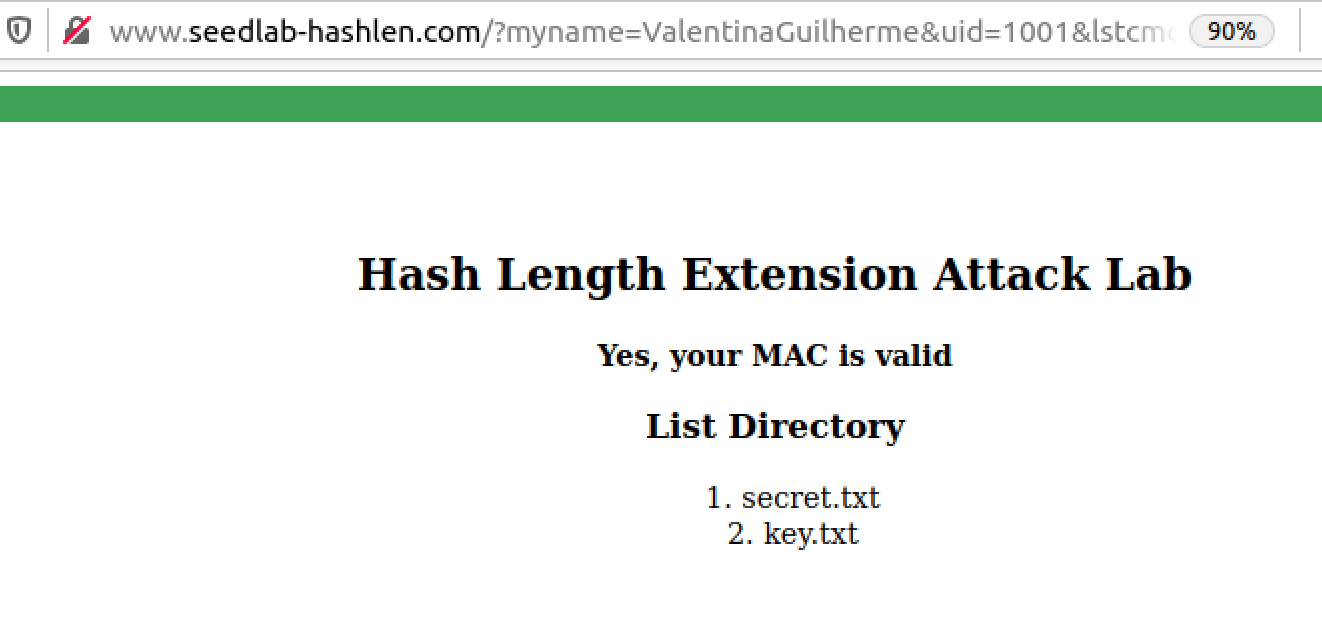 www.seedlab-hashlen.com/?myname=ValentinaGuilherme&uid=1001&lstcm 90%
Hash Length Extension Attack Lab
Yes, your MAC is valid
List Directory
1. secret.txt
2. key.txt